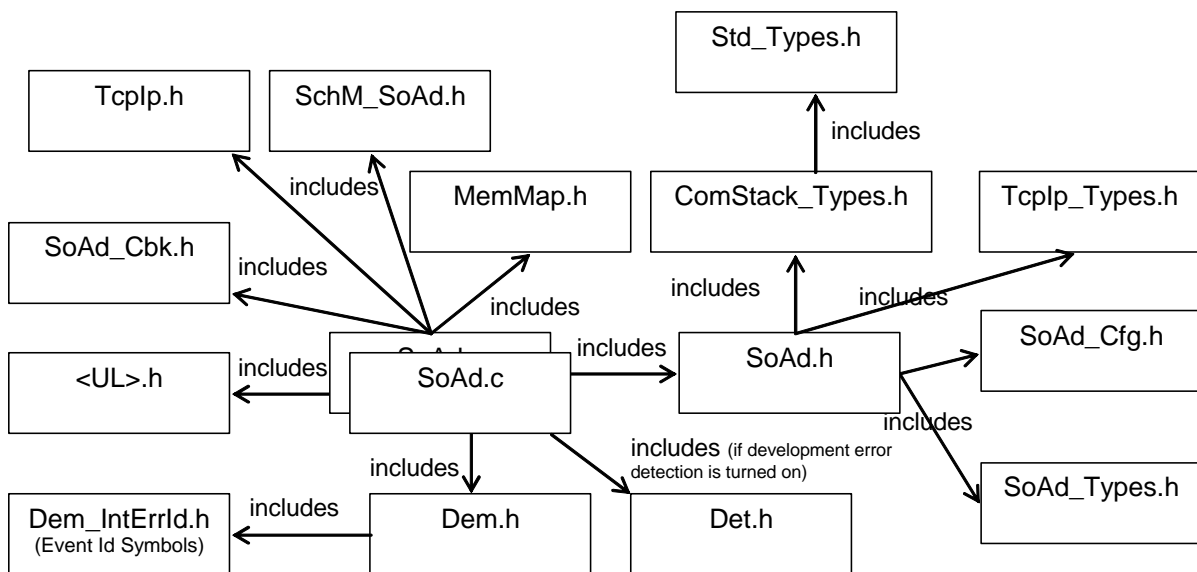 Std_Types.h
TcpIp.h
SchM_SoAd.h
includes
includes
MemMap.h
ComStack_Types.h
TcpIp_Types.h
SoAd_Cbk.h
includes
includes
includes
includes
SoAd_Cfg.h
<UL>.h
includes
SoAd.c
includes
SoAd.h
includes
includes
includes (if development error
detection is turned on)
SoAd_Types.h
Dem_IntErrId.h
(Event Id Symbols)
includes
Dem.h
Det.h